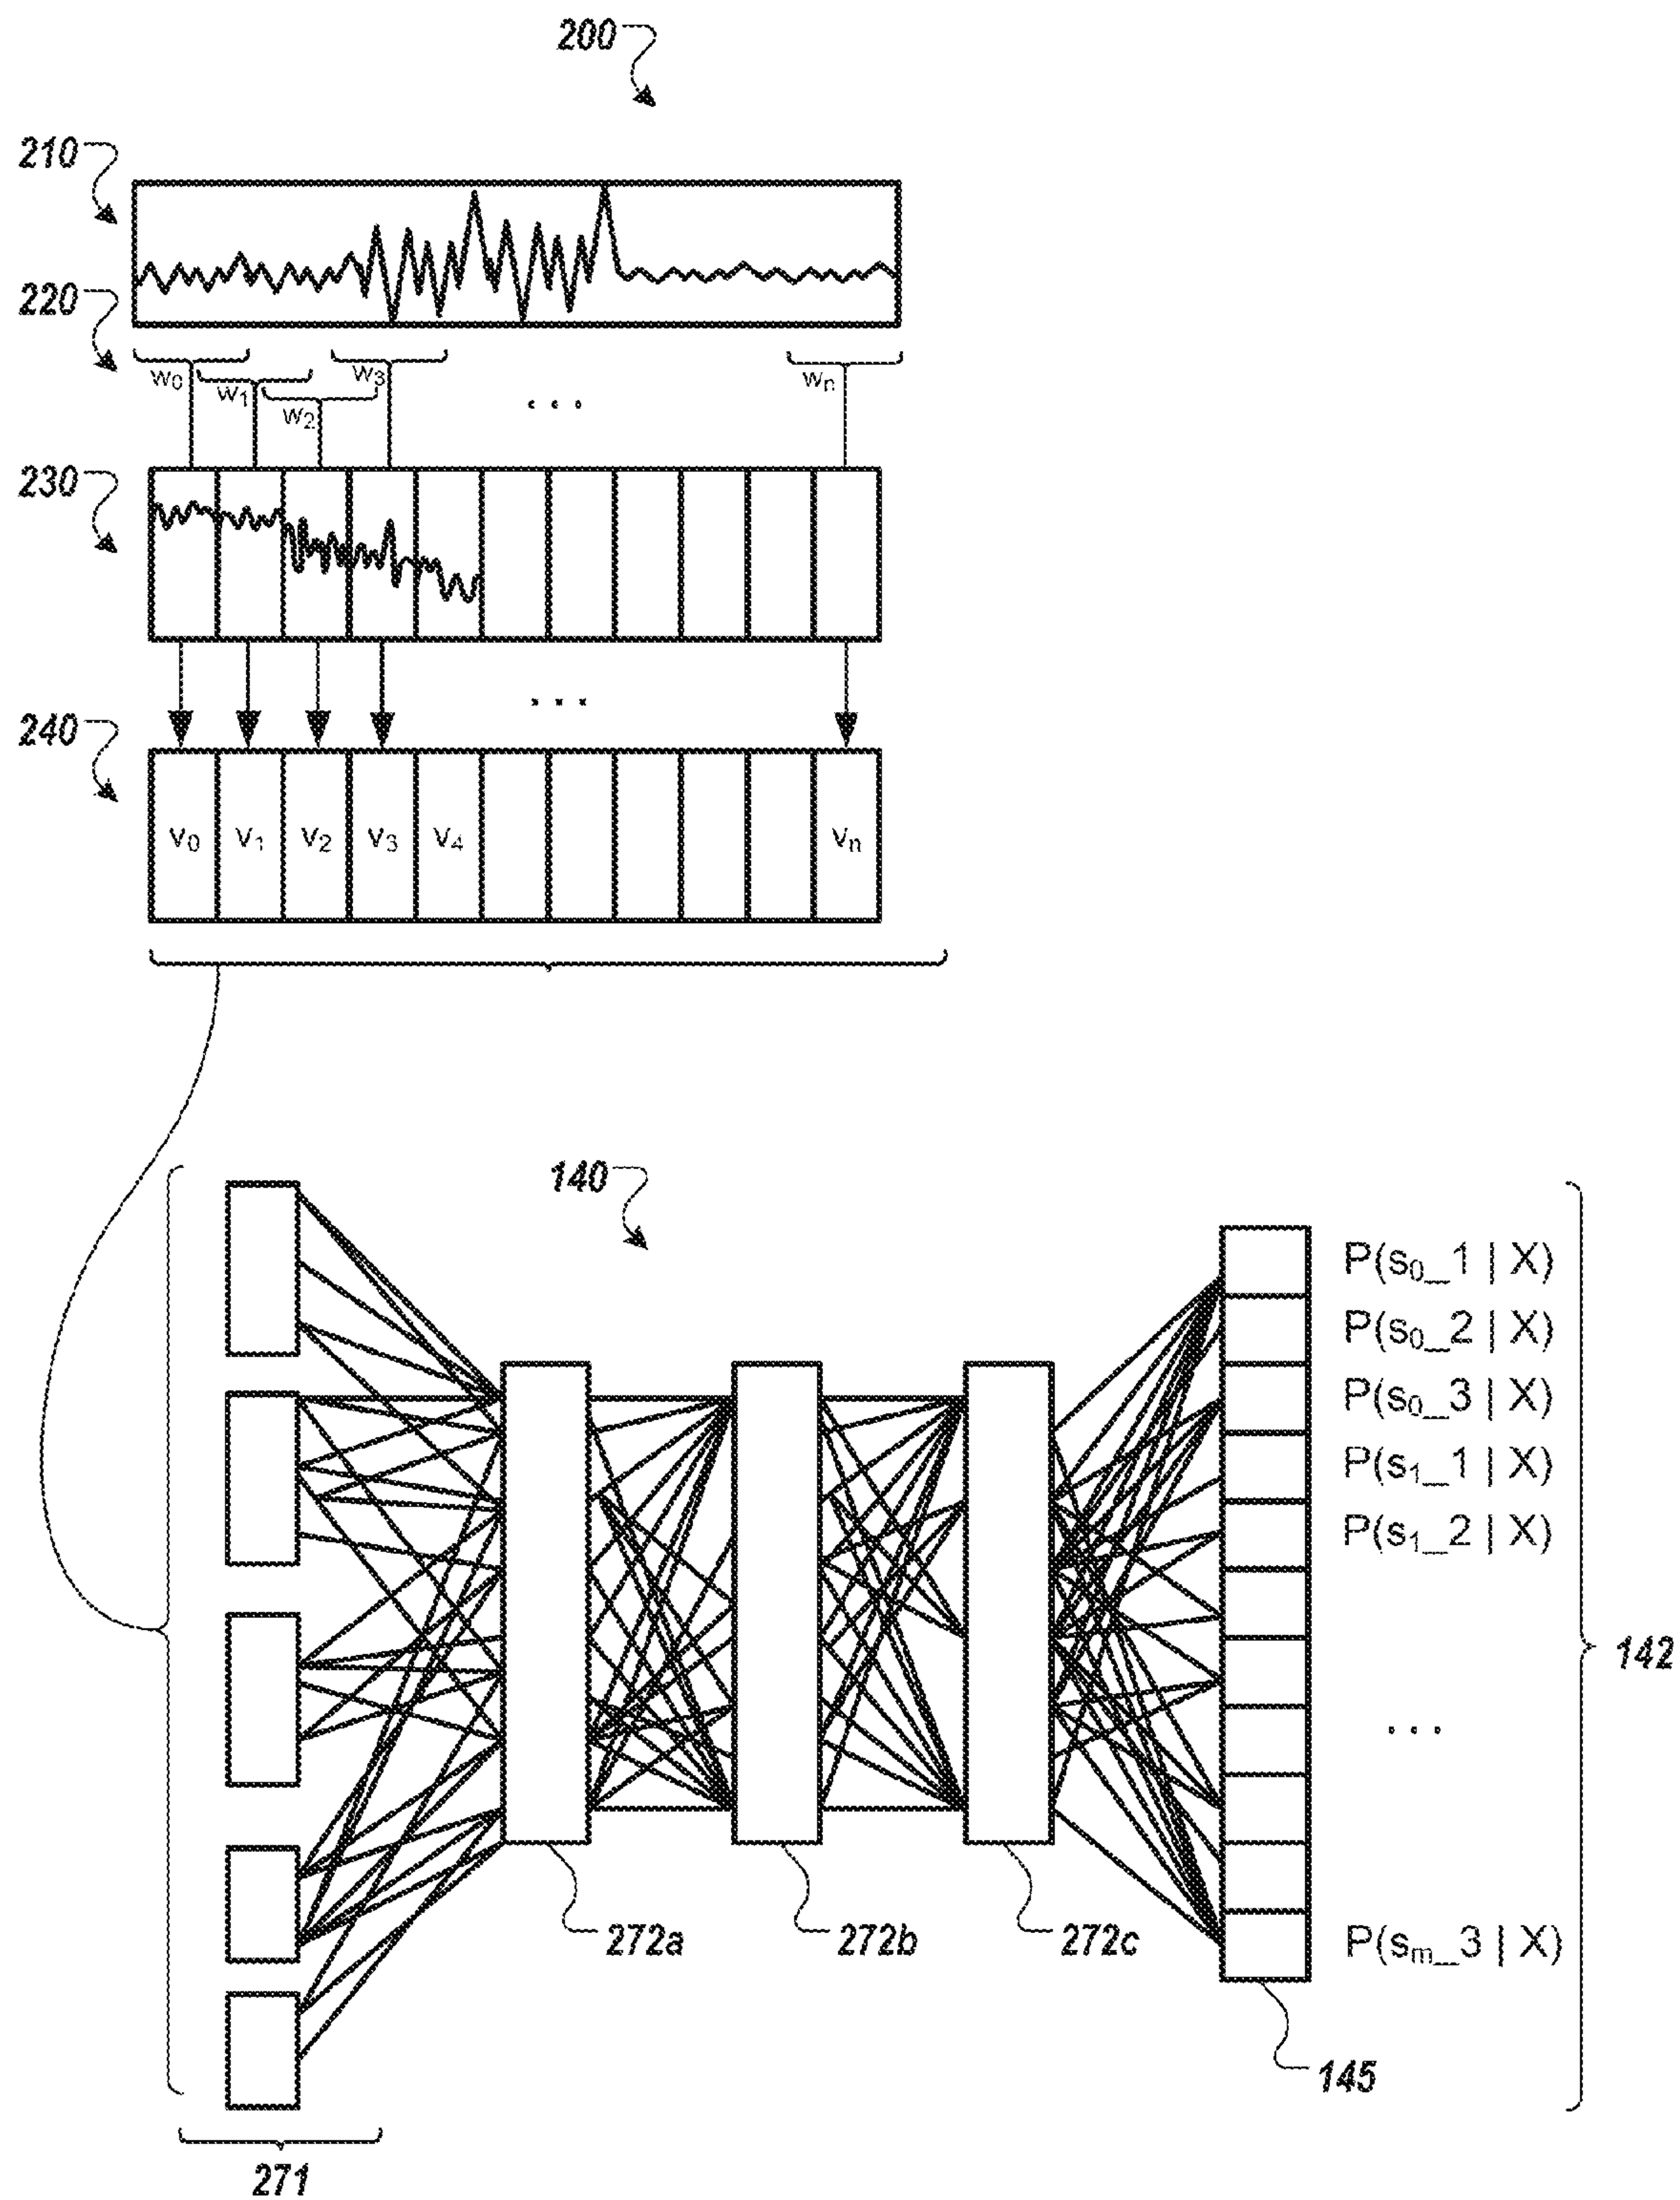 200
210
220
w₀
w₁
w₂
w₃
. . .
wₙ
230
. . .
240
v₀
v₁
v₂
v₃
v₄
vₙ
140
P(s₀_1 | X)
P(s₀_2 | X)
P(s₀_3 | X)
P(s₁_1 | X)
P(s₁_2 | X)
. . .
P(sₘ_3 | X)
142
272a
272b
272c
145
271